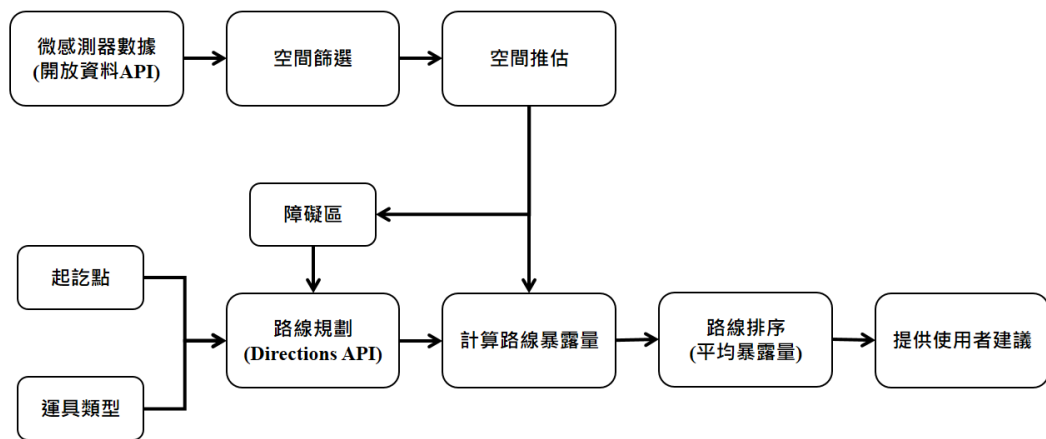 微感測器數據
(開放資料API)
空間篩選
空間推估
障礙區
起訖點
運具類型
路線規劃
(Directions API)
計算路線暴露量
路線排序
(平均暴露量)
提供使用者建議